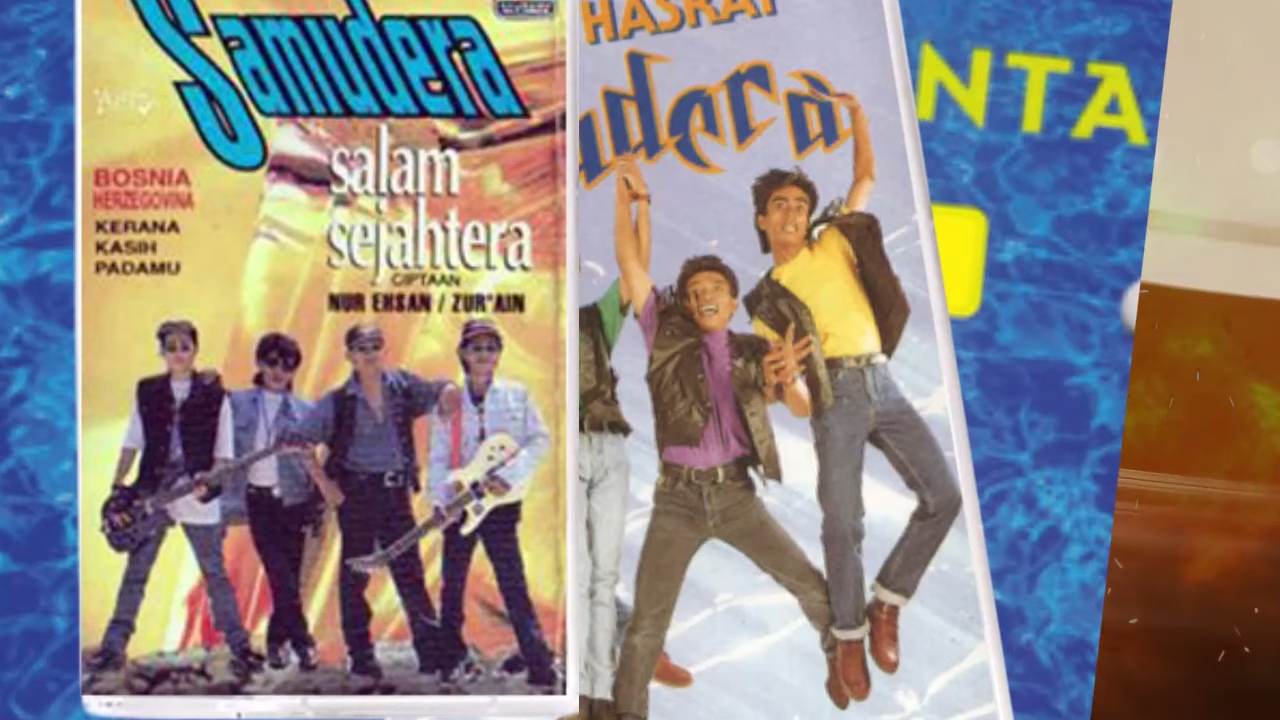 Samudera
salam
sejahtera
CIPTAAN
NUR EHSAN / ZUR'AIN
BOSNIA
HERZEGOVINA
KERANA
KASIH
PADAMU
HASRAT
udera
NTA